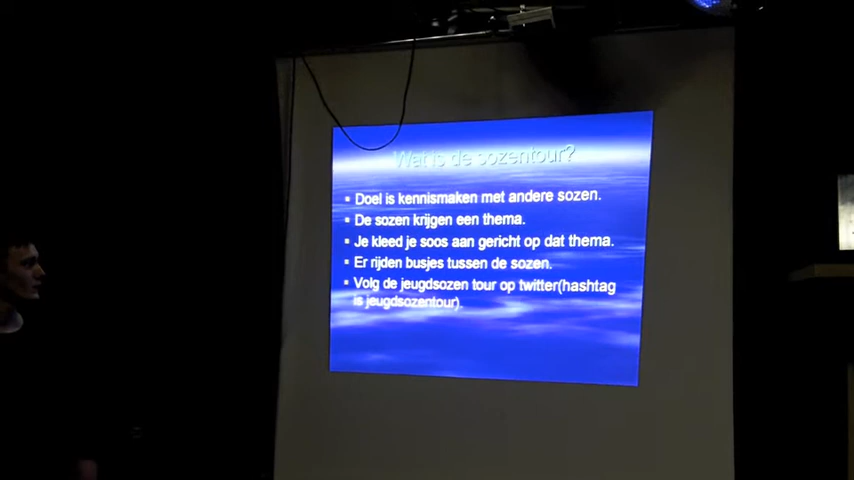 Wat is de sozentour?
Doel is kennismaken met andere sozen.
De sozen krijgen een thema.
Je kleed je soos aan gericht op dat thema.
Er rijden busjes tussen de sozen.
Volg de jeugdsozen tour op twitter(hashtag
is jeugdsozentour).